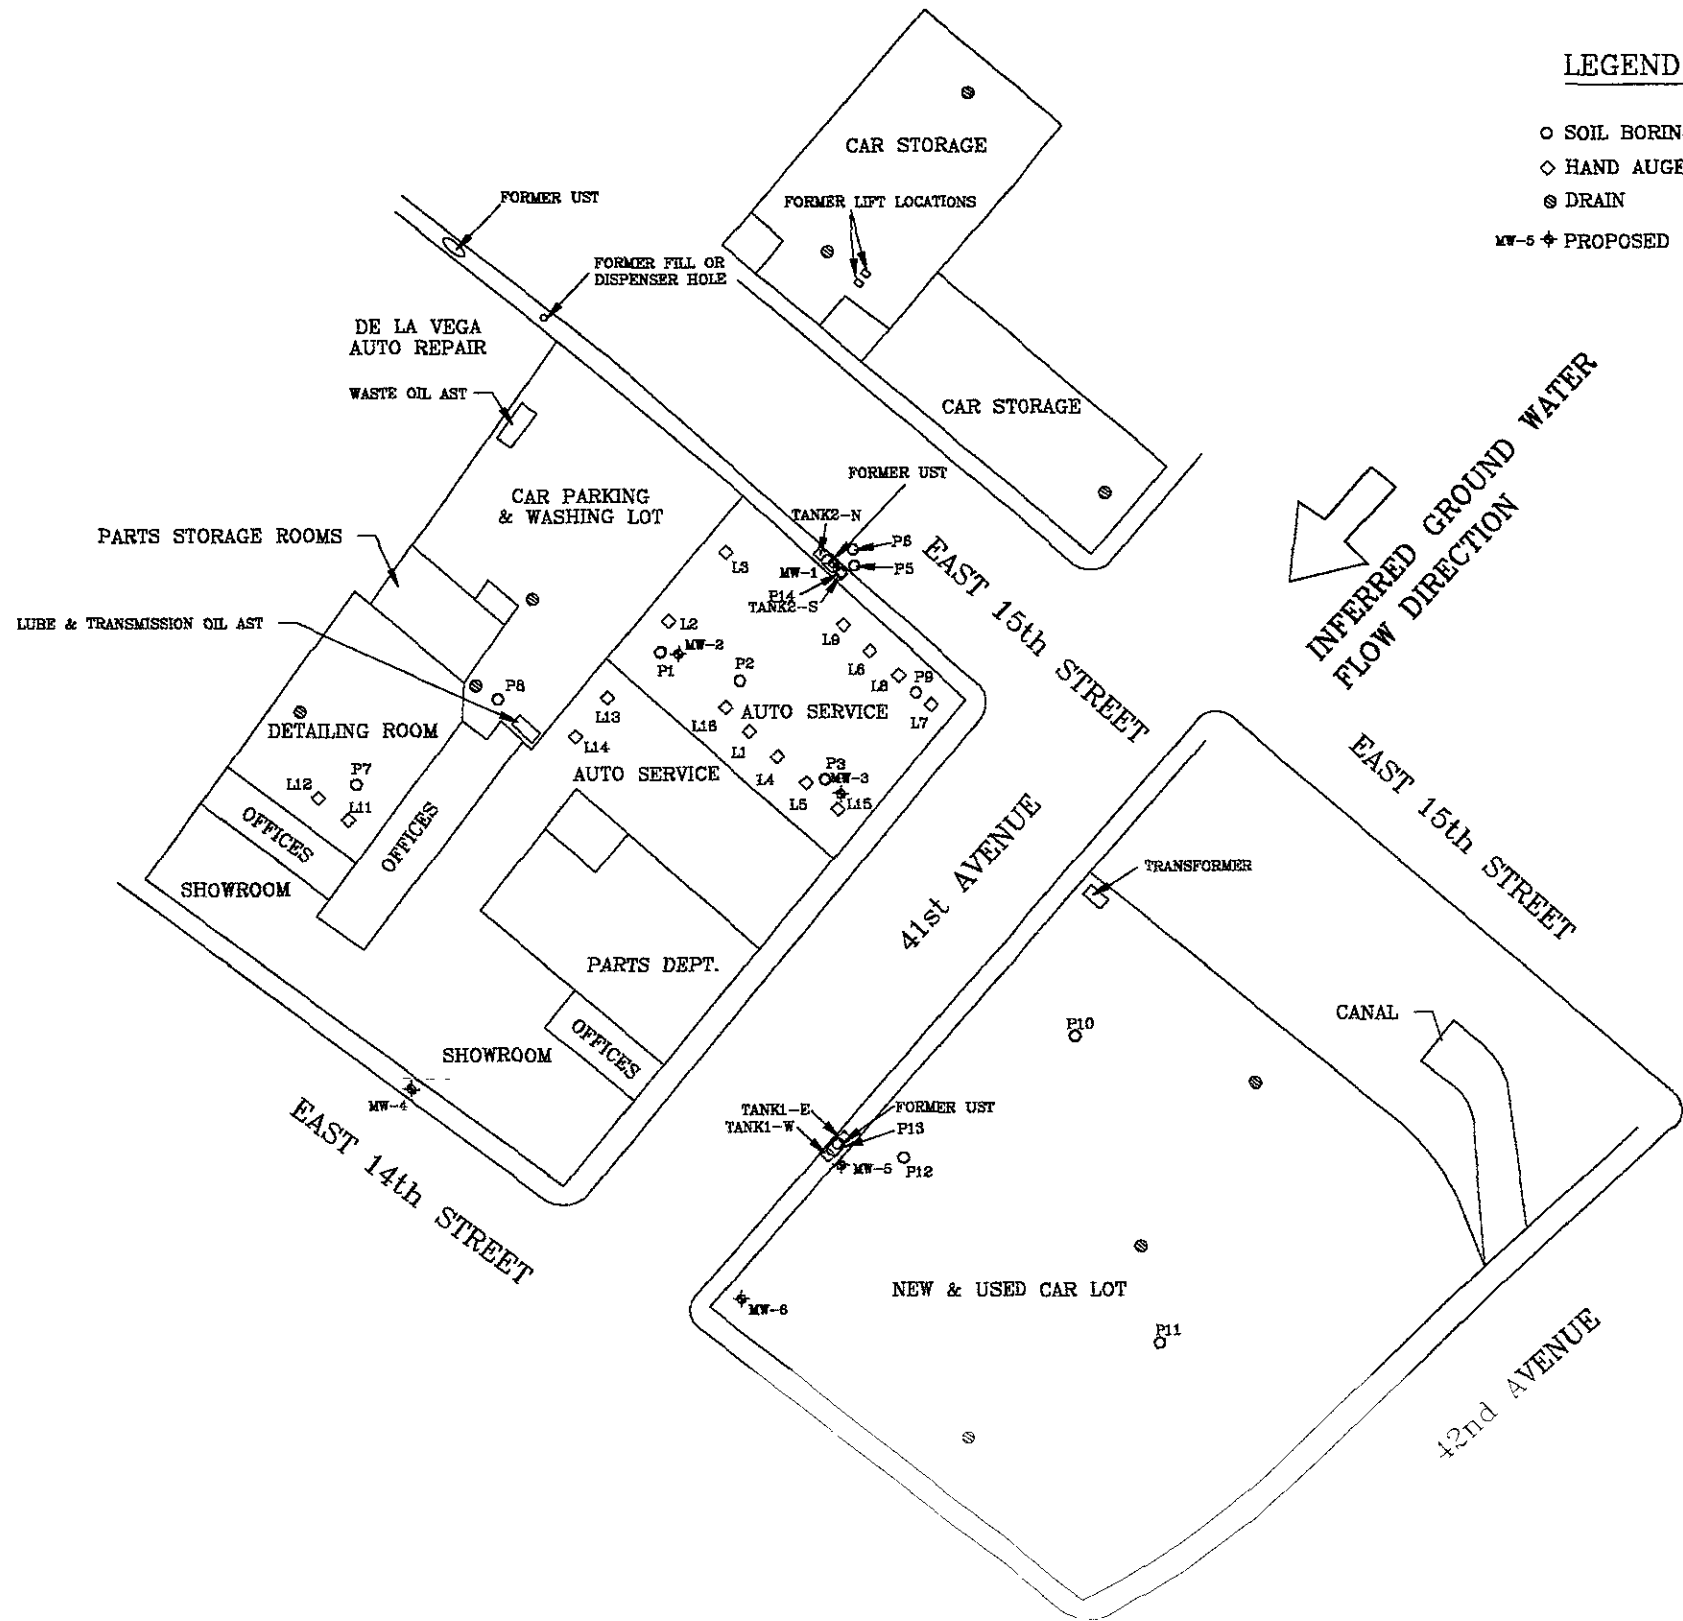 LEGEND
SOIL BORIN
HAND AUGE
DRAIN
MW-5 PROPOSED
CAR STORAGE
FORMER LIFT LOCATIONS
FORMER UST
FORMER FILL OR
DISPENSER HOLE
DE LA VEGA
AUTO REPAIR
WASTE OIL AST
CAR STORAGE
INFERRED GROUND WATER
FLOW DIRECTION
FORMER UST
CAR PARKING
& WASHING LOT
TANK2-N
PARTS STORAGE ROOMS
P6
P5
L3
MW-1
P14
TANK2-S
EAST 15th STREET
LUBE & TRANSMISSION OIL AST
L2
L9
MW-2
P1
P2
L6
L8
P9
P8
L13
L16
AUTO SERVICE
L7
DETAILING ROOM
L14
L1
EAST 15th STREET
AUTO SERVICE
L4
P3
MW-3
L12
P7
L5
L15
L11
OFFICES
OFFICES
41st AVENUE
TRANSFORMER
SHOWROOM
PARTS DEPT.
CANAL
P10
SHOWROOM
OFFICES
MW-4
TANK1-E
FORMER UST
TANK1-W
P13
MW-5
P12
EAST 14th STREET
NEW & USED CAR LOT
MW-6
P11
42nd AVENUE